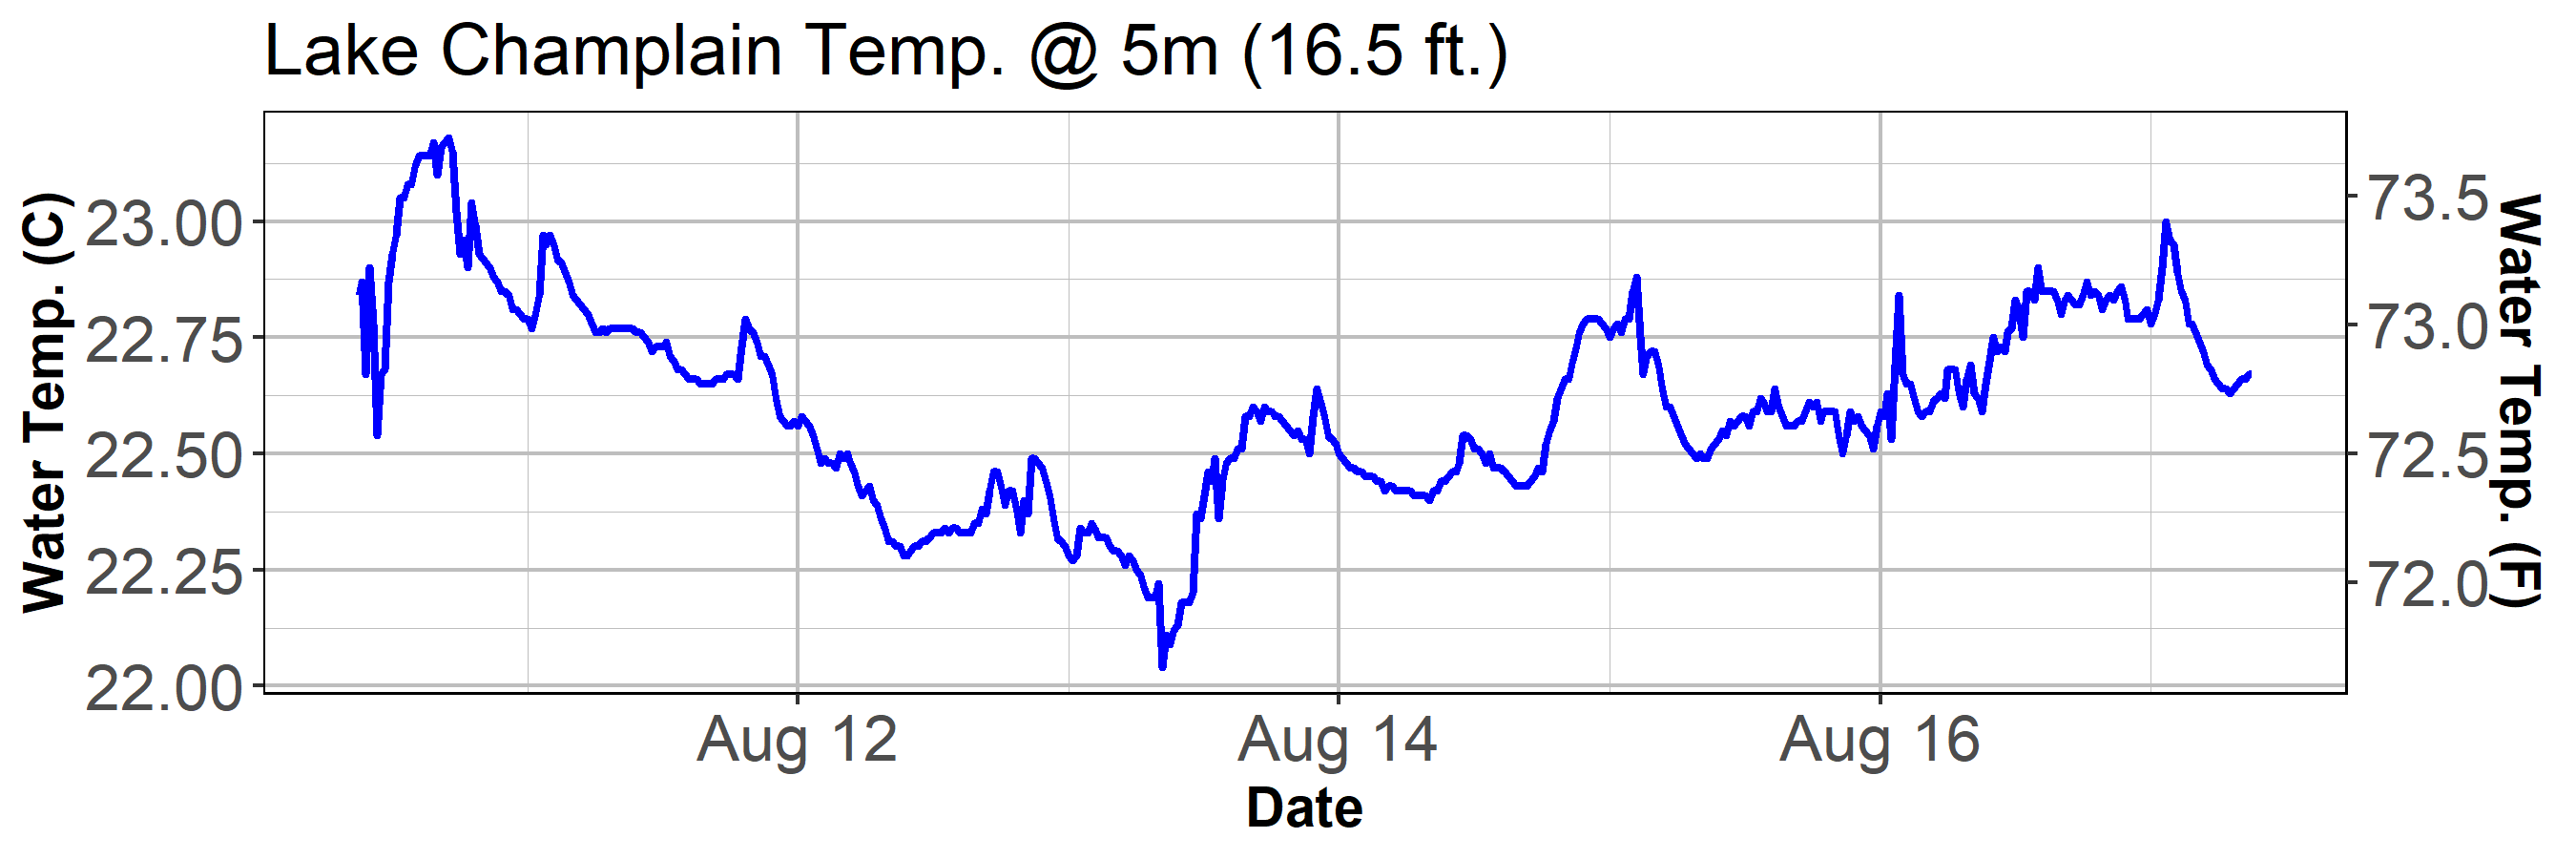 Lake Champlain Temp. @ 5m (16.5 ft.)
Water Temp. (C)
23.00
22.75
22.50
22.25
22.00
73.5
73.0
72.5
72.0
Water Temp. (F)
Aug 12
Aug 14
Aug 16
Date